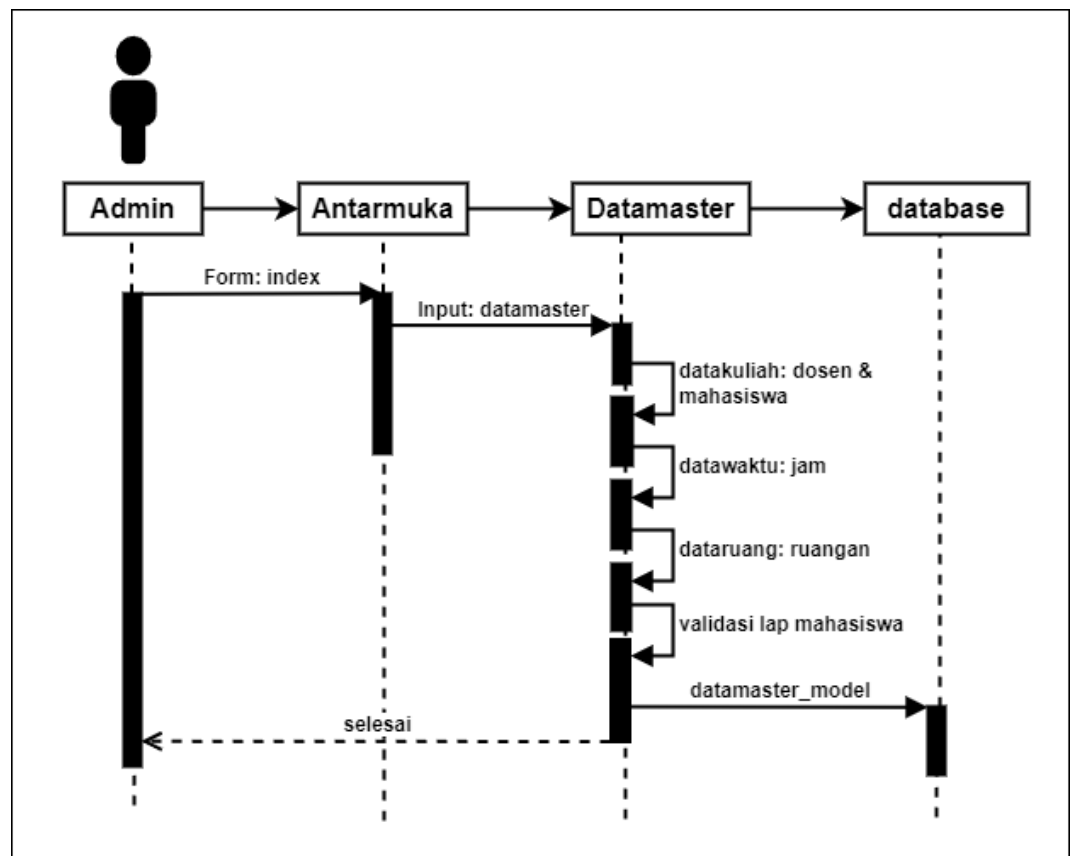 Admin
Antarmuka
Datamaster
database
Form: index
Input: datamaster
datakuliah: dosen &
mahasiswa
datawaktu: jam
dataruang: ruangan
validasi lap mahasiswa
datamaster_model
selesai